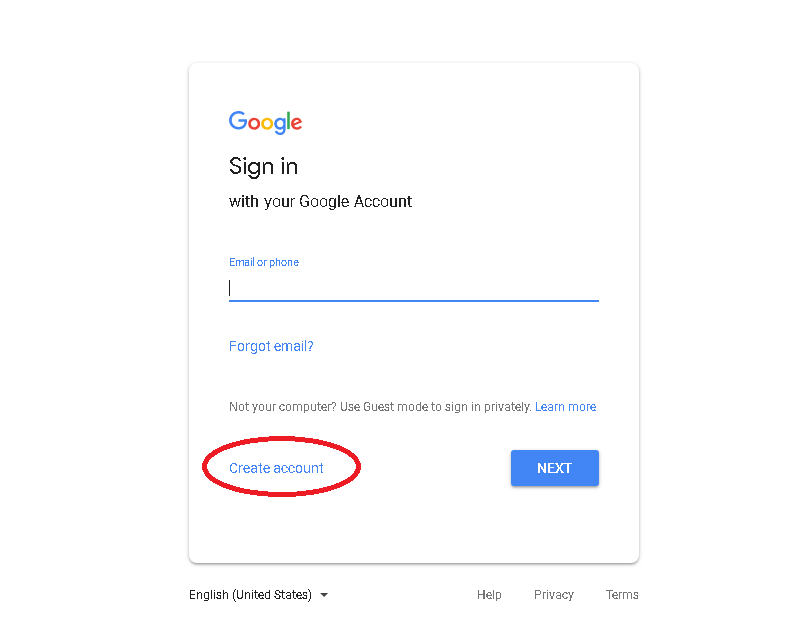 Google
Sign in
with your Google Account
Email or phone
Forgot email?
Not your computer? Use Guest mode to sign in privately. Learn more
Create account NEXT
English (United States) Help Privacy Terms